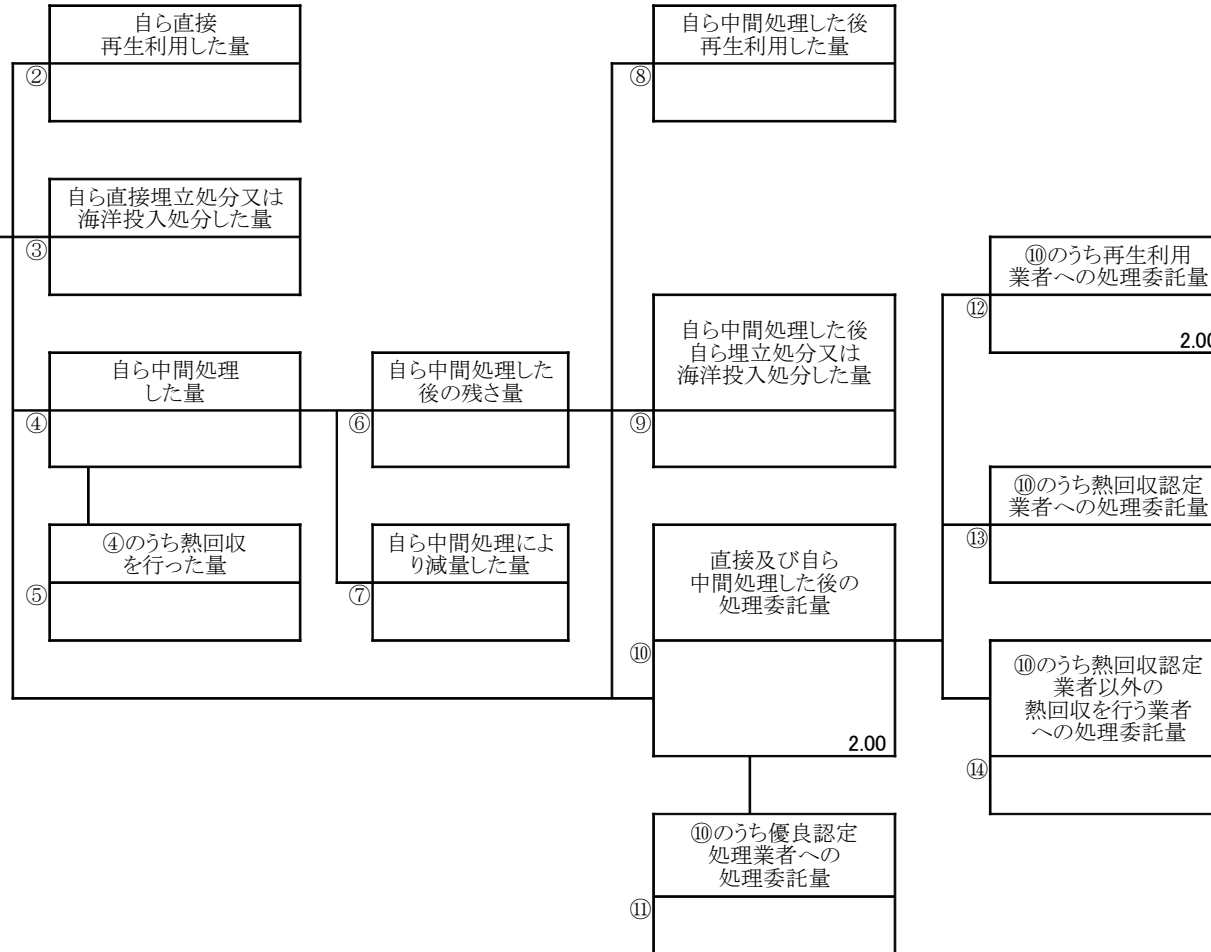 自ら直接
再生利用した量
②
自ら中間処理した後
再生利用した量
⑧
自ら直接埋立処分又は
海洋投入処分した量
③
⑩のうち再生利用
業者への処理委託量
⑫
2.00
自ら中間処理
した量
④
自ら中間処理した
後の残さ量
⑥
自ら中間処理した後
自ら埋立処分又は
海洋投入処分した量
⑨
⑩のうち熱回収認定
業者への処理委託量
⑬
④のうち熱回収
を行った量
⑤
自ら中間処理によ
り減量した量
⑦
直接及び自ら
中間処理した後の
処理委託量
⑩
2.00
⑩のうち熱回収認定
業者以外の
熱回収を行う業者
への処理委託量
⑭
⑩のうち優良認定
処理業者への
処理委託量
⑪